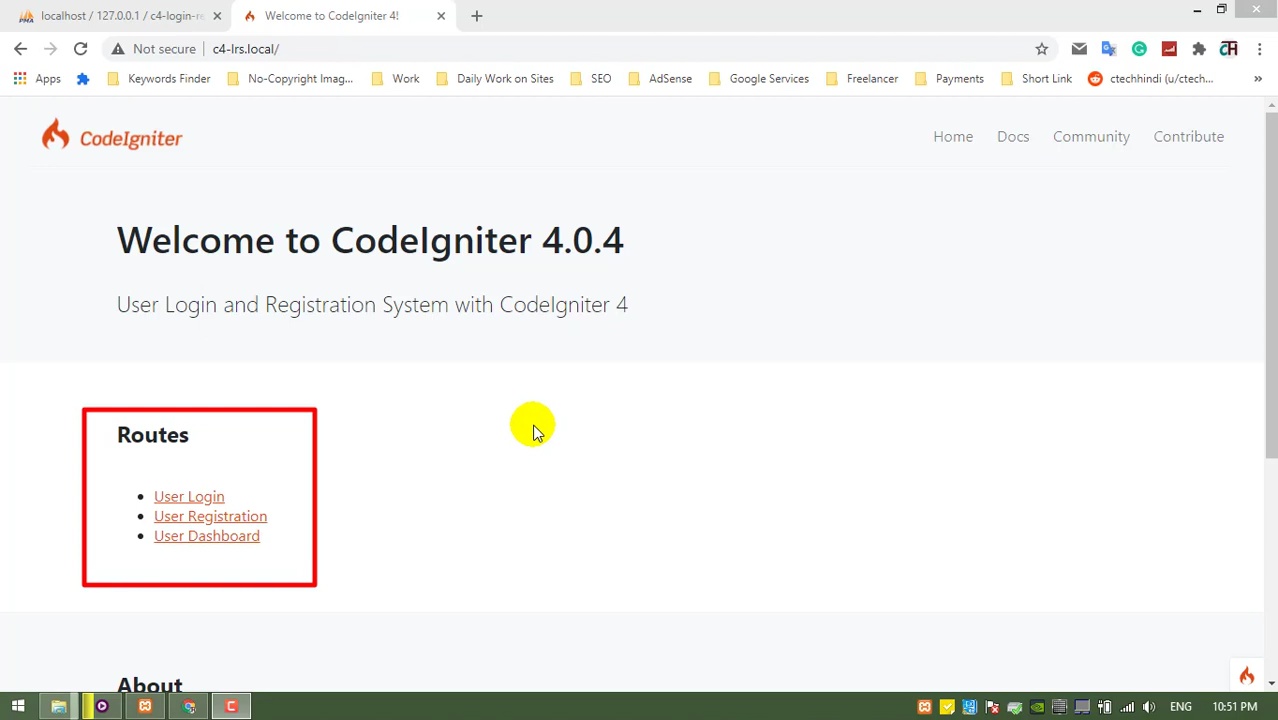 localhost / 127.0.0.1 / c4-login-re
Welcome to CodeIgniter 4!
Not secure
c4-lrs.local/
Apps
Keywords Finder
No-Copyright Imag...
Work
Daily Work on Sites
SEO
AdSense
Google Services
Freelancer
Payments
Short Link
ctechhindi (u/ctech...
»
CodeIgniter
Home
Docs
Community
Contribute
Welcome to CodeIgniter 4.0.4
User Login and Registration System with CodeIgniter 4
Routes
User Login
User Registration
User Dashboard
About
ENG
10:51 PM